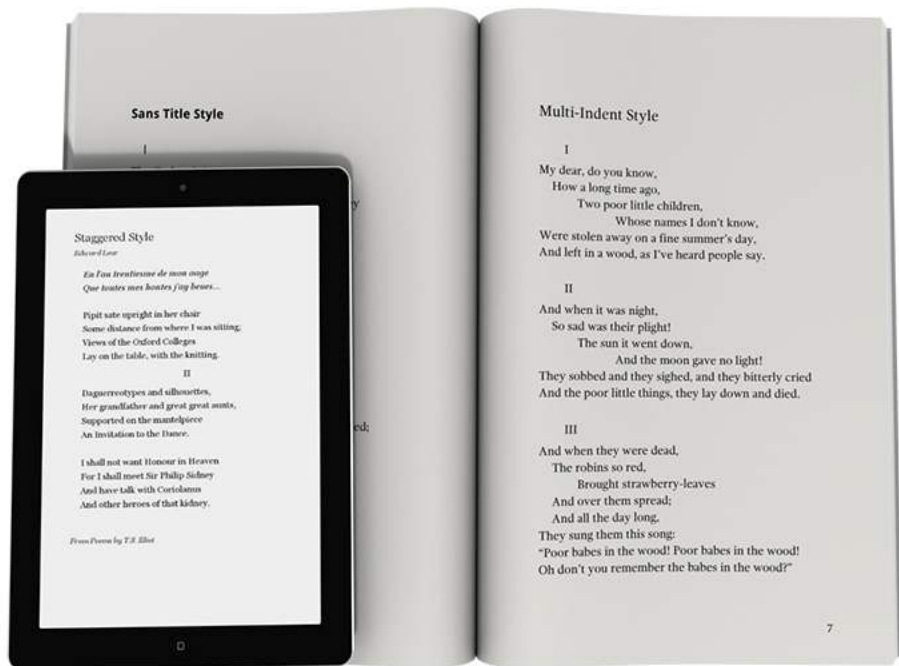 Sans Title Style
I
ed;
Staggered Style
Edward Lear
En l'an trentiesme de mon aage
Que toutes mes hontes j'ay beues...
Pipit sate upright in her chair
Some distance from where I was sitting;
Views of the Oxford Colleges
Lay on the table, with the knitting.
II
Daguerreotypes and silhouettes,
Her grandfather and great great aunts,
Supported on the mantelpiece
An Invitation to the Dance.
I shall not want Honour in Heaven
For I shall meet Sir Philip Sidney
And have talk with Coriolanus
And other heroes of that kidney.
From Poems by T.S. Eliot
Multi-Indent Style
I
My dear, do you know,
How a long time ago,
Two poor little children,
Whose names I don't know,
Were stolen away on a fine summer's day,
And left in a wood, as I've heard people say.
II
And when it was night,
So sad was their plight!
The sun it went down,
And the moon gave no light!
They sobbed and they sighed, and they bitterly cried
And the poor little things, they lay down and died.
III
And when they were dead,
The robins so red,
Brought strawberry-leaves
And over them spread;
And all the day long,
They sung them this song:
“Poor babes in the wood! Poor babes in the wood!
Oh don't you remember the babes in the wood?”
7